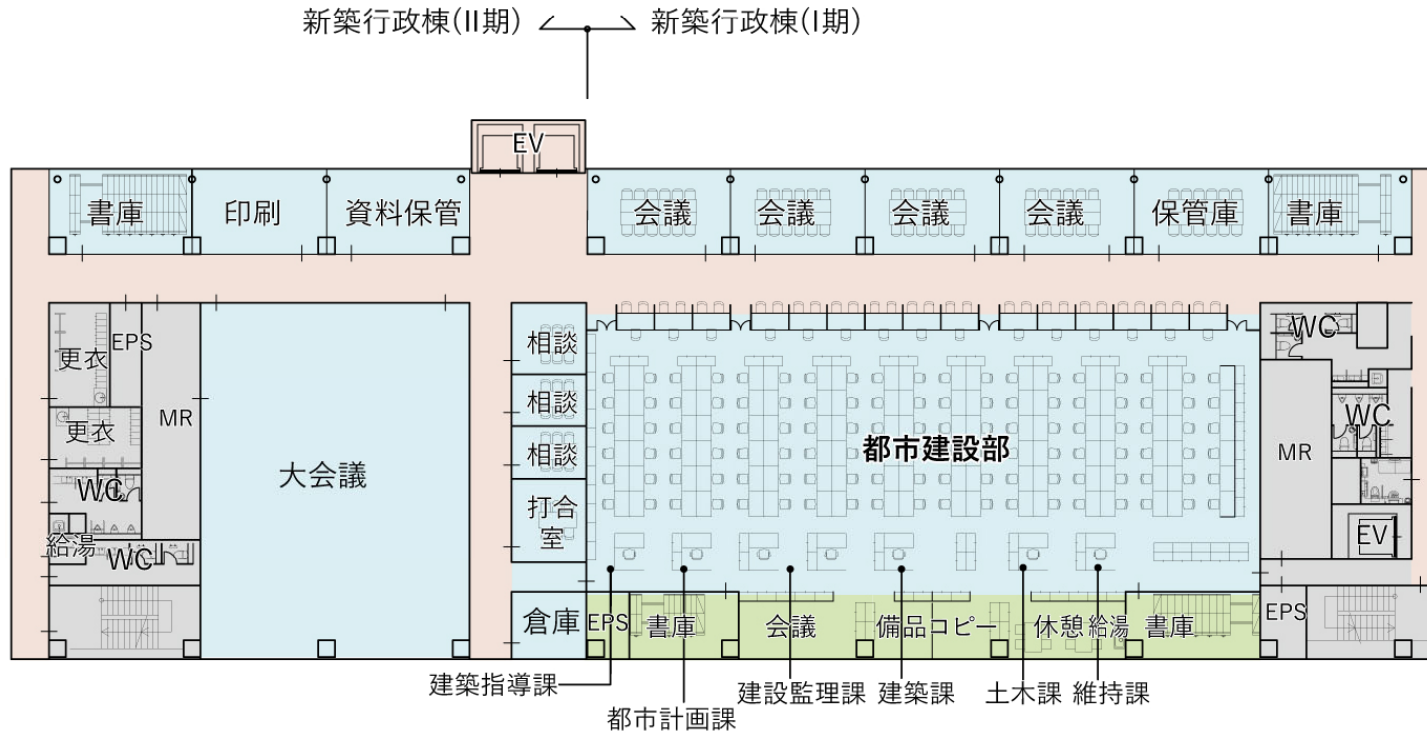 新築行政棟(II期)
新築行政棟(I期)
EV
書庫
印刷
資料保管
会議
会議
会議
会議
保管庫
書庫
更衣
EPS
MR
更衣
WC
給湯
WC
大会議
相談
相談
相談
打合室
都市建設部
WC
WC
MR
EV
倉庫
EPS
書庫
会議
備品コピー
休憩
給湯
書庫
EPS
建築指導課
都市計画課
建設監理課
建築課
土木課
維持課